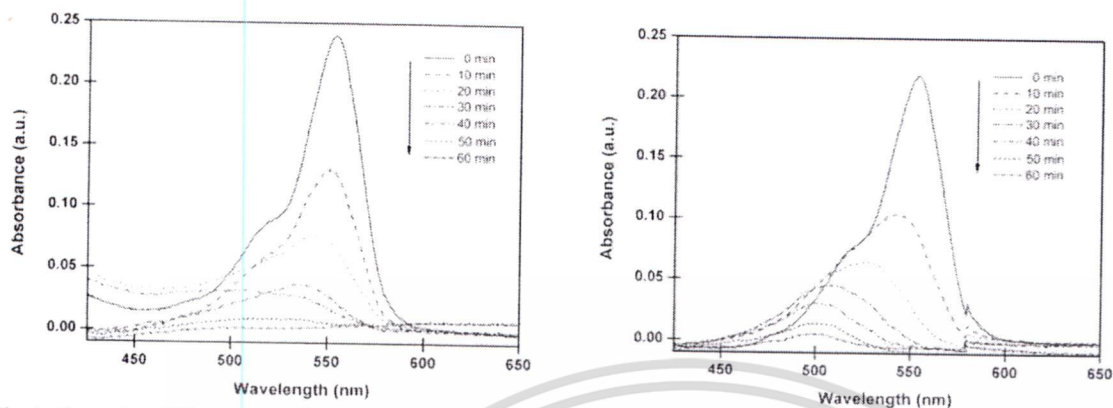 0.25
0.20
0.15
0.10
0.05
0.00
Absorbance (a.u.)
450 500 550 600 650
Wavelength (nm)
0 min
10 min
20 min
30 min
40 min
50 min
60 min
0.25
0.20
0.15
0.10
0.05
0.00
Absorbance (a.u.)
450 500 550 600 650
Wavelength (nm)
0 min
10 min
20 min
30 min
40 min
50 min
60 min